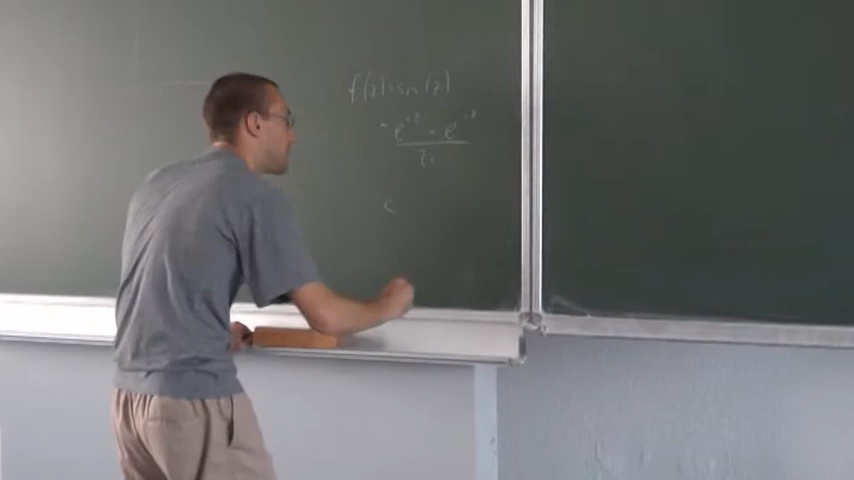 f(z)=sin(z)
= e^{iz} - e^{-iz}
2i